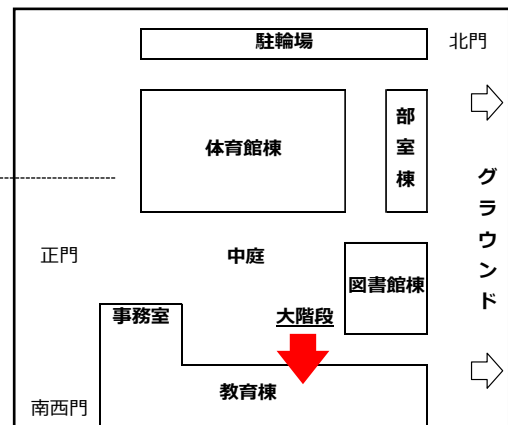 駐輪場
北門
体育館棟
部室棟
グラウンド
正門
中庭
図書館棟
事務室
大階段
教育棟
南西門